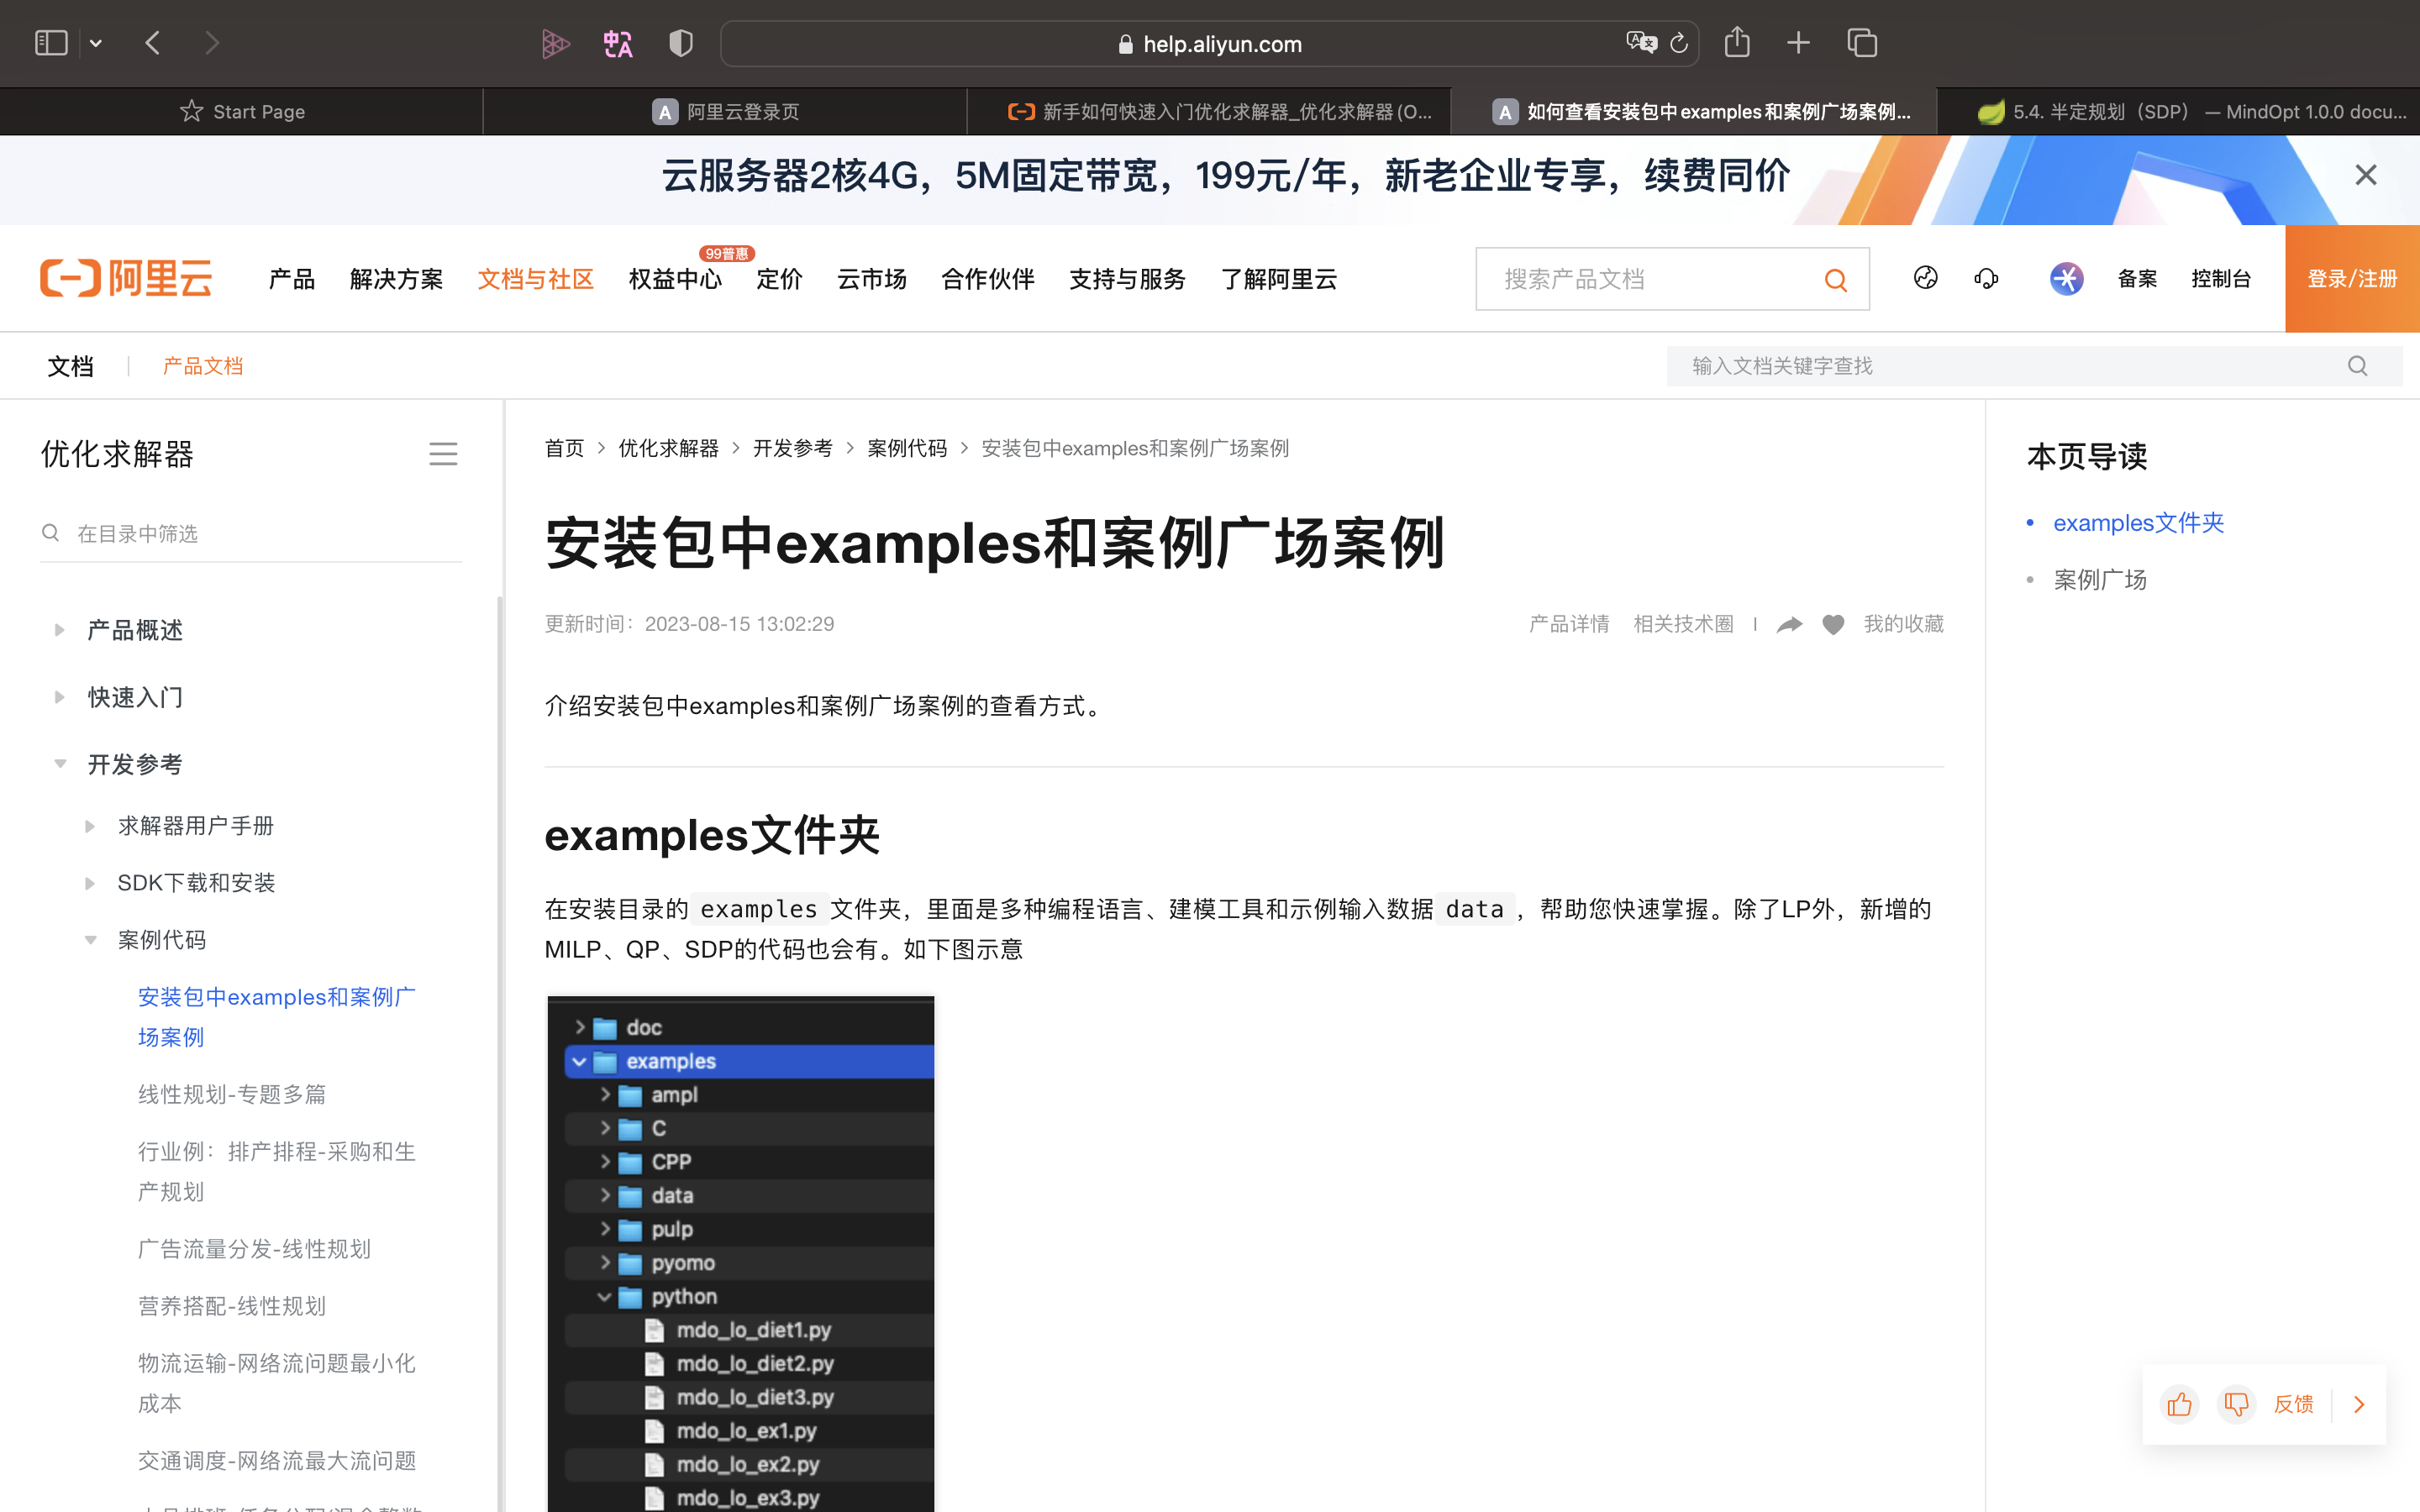 help.aliyun.com
Start Page
阿里云登录页
新手如何快速入门优化求解器_优化求解器(O...
如何查看安装包中examples和案例广场案例...
5.4. 半定规划（SDP） — MindOpt 1.0.0 docu...
云服务器2核4G，5M固定带宽，199元/年，新老企业专享，续费同价
阿里云
产品
解决方案
文档与社区
权益中心
99普惠
定价
云市场
合作伙伴
支持与服务
了解阿里云
搜索产品文档
备案
控制台
登录/注册
文档
产品文档
输入文档关键字查找
优化求解器
在目录中筛选
产品概述
快速入门
开发参考
求解器用户手册
SDK下载和安装
案例代码
安装包中examples和案例广
场案例
线性规划-专题多篇
行业例：排产排程-采购和生
产规划
广告流量分发-线性规划
营养搭配-线性规划
物流运输-网络流问题最小化
成本
交通调度-网络流最大流问题
首页 > 优化求解器 > 开发参考 > 案例代码 > 安装包中examples和案例广场案例
安装包中examples和案例广场案例
更新时间：2023-08-15 13:02:29
产品详情
相关技术圈
我的收藏
介绍安装包中examples和案例广场案例的查看方式。
examples文件夹
在安装目录的 examples 文件夹，里面是多种编程语言、建模工具和示例输入数据 data ，帮助您快速掌握。除了LP外，新增的
MILP、QP、SDP的代码也会有。如下图示意
doc
examples
ampl
C
CPP
data
pulp
pyomo
python
mdo_lo_diet1.py
mdo_lo_diet2.py
mdo_lo_diet3.py
mdo_lo_ex1.py
mdo_lo_ex2.py
mdo_lo_ex3.py
本页导读
examples文件夹
案例广场
反馈